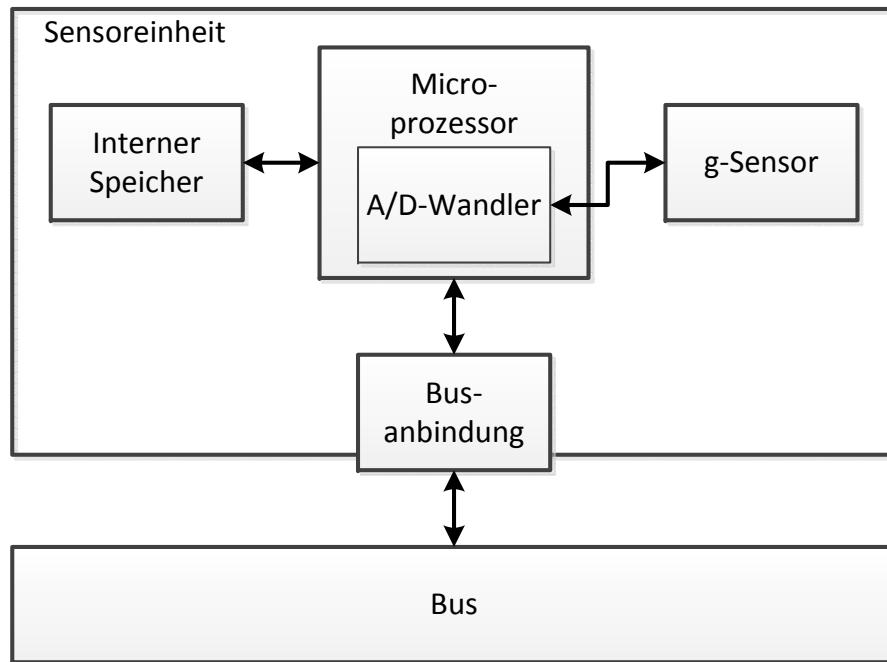 Sensoreinheit
Micro-
prozessor
Interner
Speicher
A/D-Wandler
g-Sensor
Bus-
anbindung
Bus